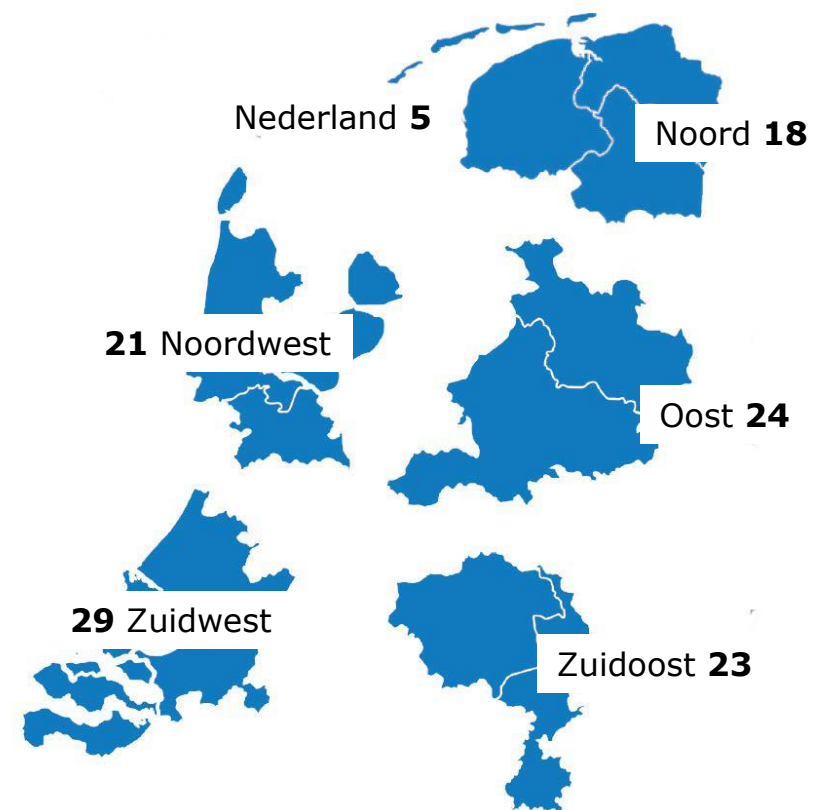 Nederland 5
Noord 18
21 Noordwest
Oost 24
29 Zuidwest
Zuidoost 23